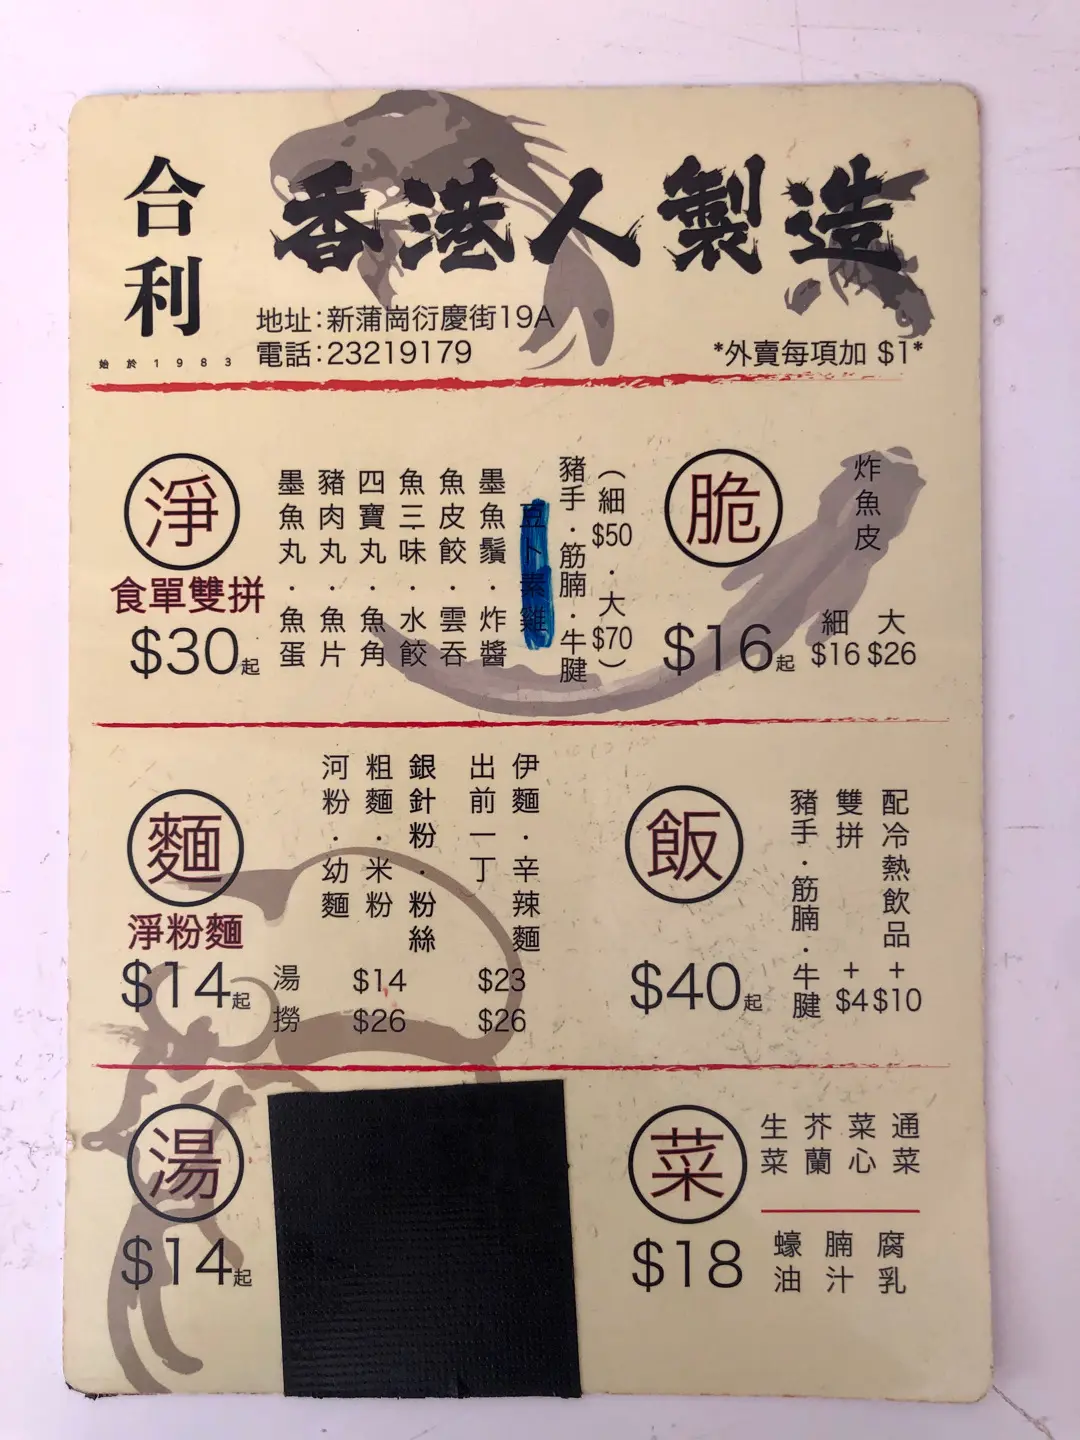 合利
始於1983
香港人製造
地址：新蒲崗衍慶街19A
電話：23219179
*外賣每項加 $1*
淨
食單雙拼
$30起
墨魚丸．魚蛋
豬肉丸．魚片
四寶丸．魚角
魚三味．水餃
魚皮餃．雲吞
墨魚鬚．炸醬
豆卜素雞
豬手．筋腩．牛腱
（細$50．大$70）
脆
$16起
炸魚皮
細 大
$16 $26
麵
淨粉麵
$14起
河粉．幼麵
粗麵．米粉
銀針粉．粉絲
出前一丁
伊麵．辛辣麵
湯 $14 $23
撈 $26 $26
飯
$40起
豬手．筋腩．牛腱
雙拼+$4
配冷熱飲品+$10
湯
$14起
菜
$18
生菜
芥蘭
菜心
通菜
蠔油
腩汁
腐乳